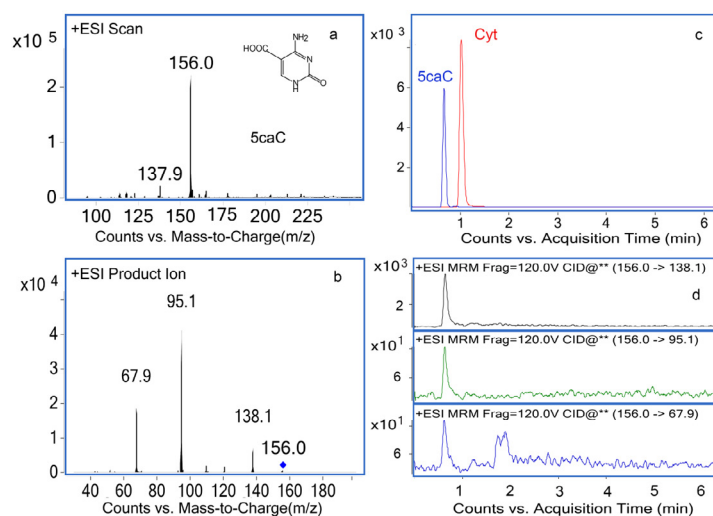 +ESI Scan
a
x10 5
2
1
0
156.0
137.9
HOOC
NH2
N
N
H
O
5caC
100 125 150 175 200 225
Counts vs. Mass-to-Charge(m/z)
+ESI Product Ion
b
x10 4
4
3
2
1
0
95.1
67.9
138.1
156.0
40 60 80 100 120 140 160 180
Counts vs. Mass-to-Charge(m/z)
c
x10 3
6
4
2
Cyt
5caC
1 2 3 4 5 6
Counts vs. Acquisition Time (min)
x10 3
+ESI MRM Frag=120.0V CID@** (156.0 -> 138.1)
d
2
x10 1
+ESI MRM Frag=120.0V CID@** (156.0 -> 95.1)
6
x10 1
+ESI MRM Frag=120.0V CID@** (156.0 -> 67.9)
6
1 2 3 4 5 6
Counts vs. Acquisition Time (min)